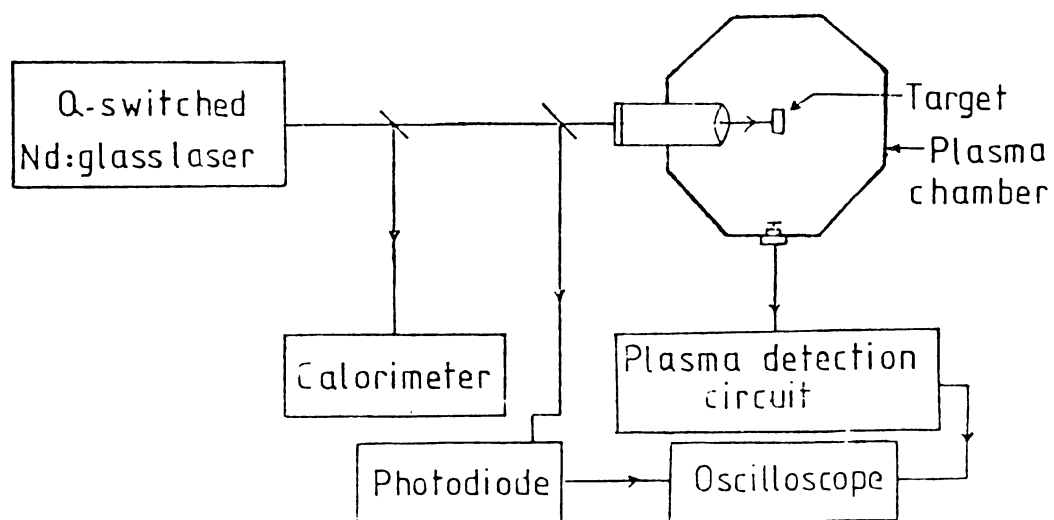 Q-switched
Nd:glass laser
Target
Plasma
chamber
Calorimeter
Plasma detection
circuit
Photodiode
Oscilloscope